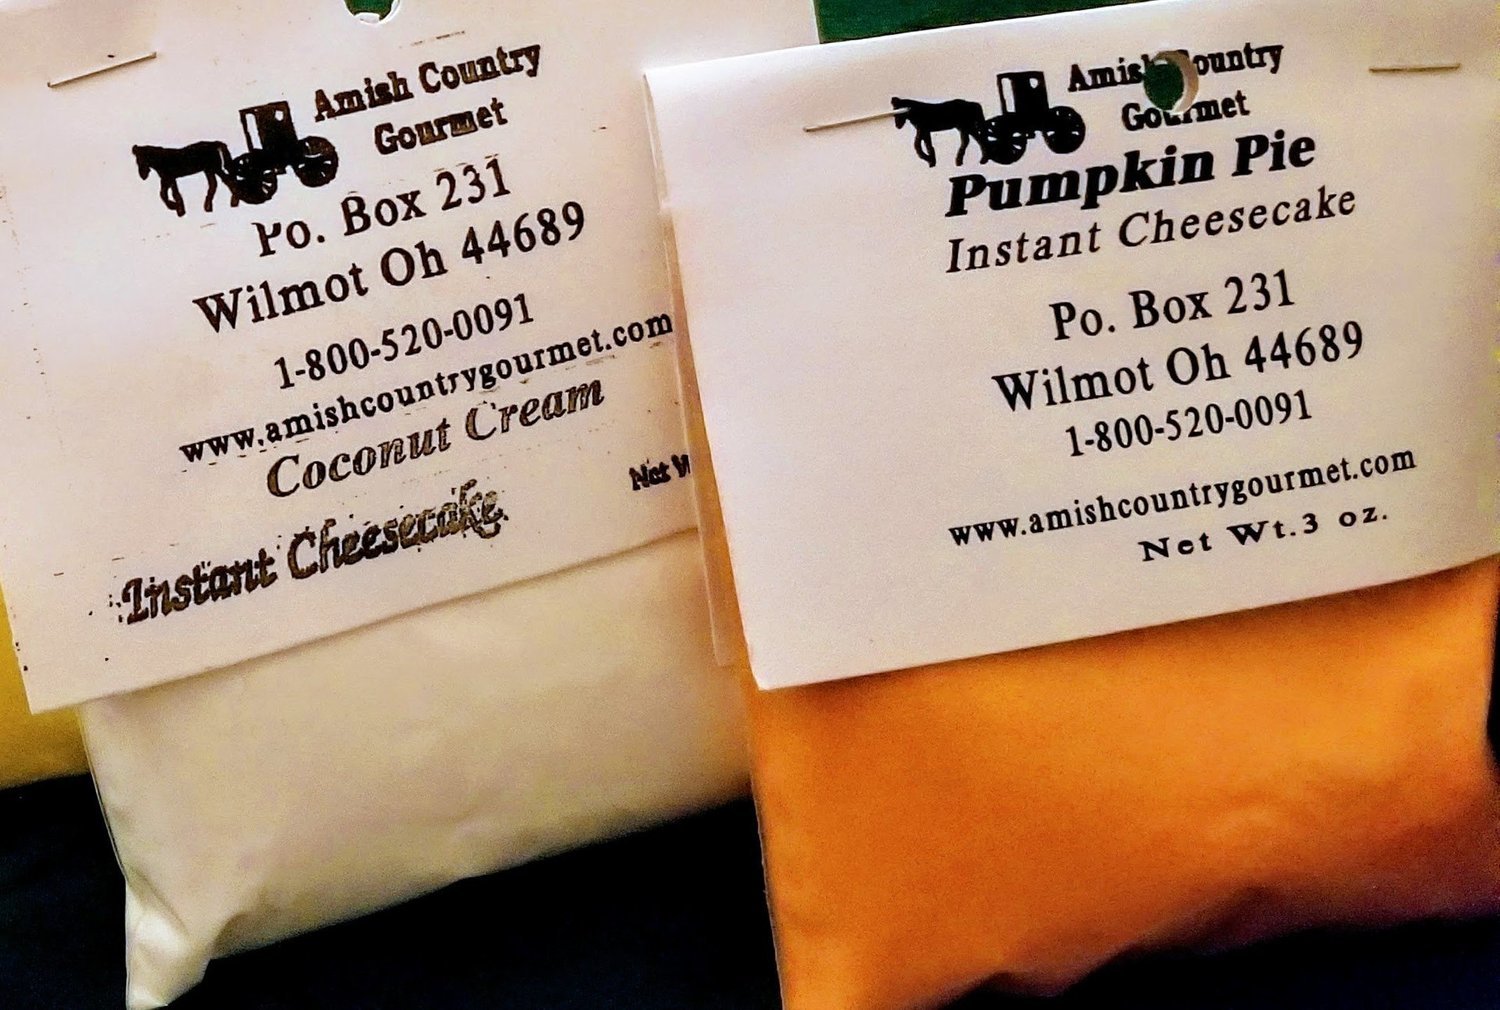 Amish Country
Gourmet
Po. Box 231
Wilmot Oh 44689
1-800-520-0091
www.amishcountrygourmet.com
Coconut Cream
Net W
Instant Cheesecake
Amish Country
Gourmet
Pumpkin Pie
Instant Cheesecake
Po. Box 231
Wilmot Oh 44689
1-800-520-0091
www.amishcountrygourmet.com
Net Wt.3 oz.